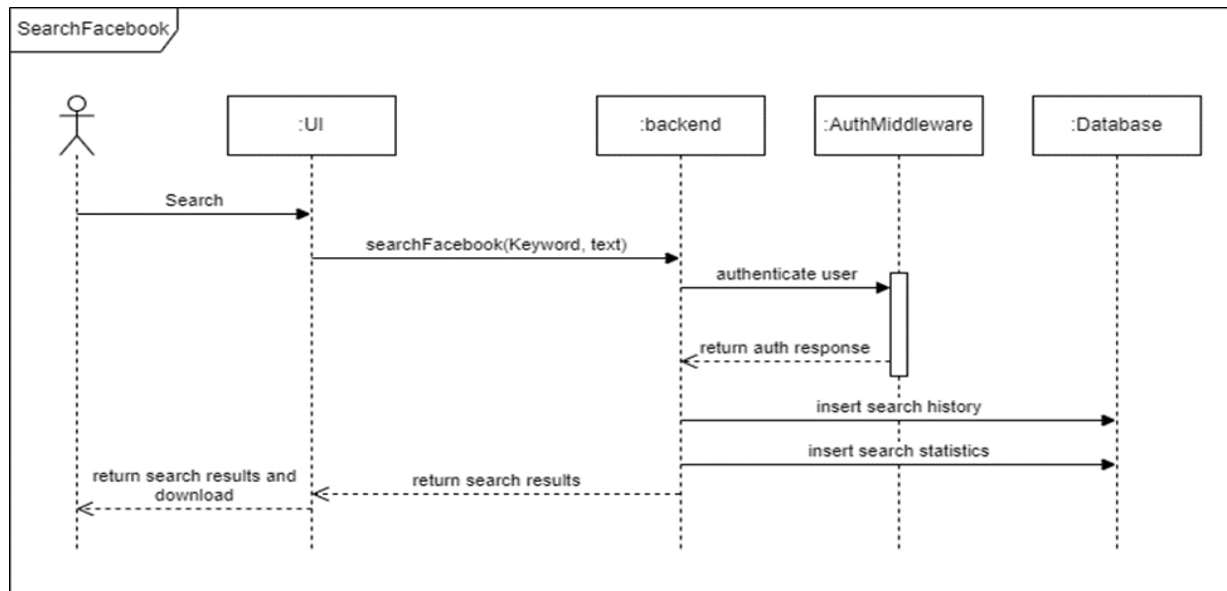 SearchFacebook
:UI
:backend
:AuthMiddleware
:Database
Search
searchFacebook(Keyword, text)
authenticate user
return auth response
insert search history
insert search statistics
return search results
return search results and
download